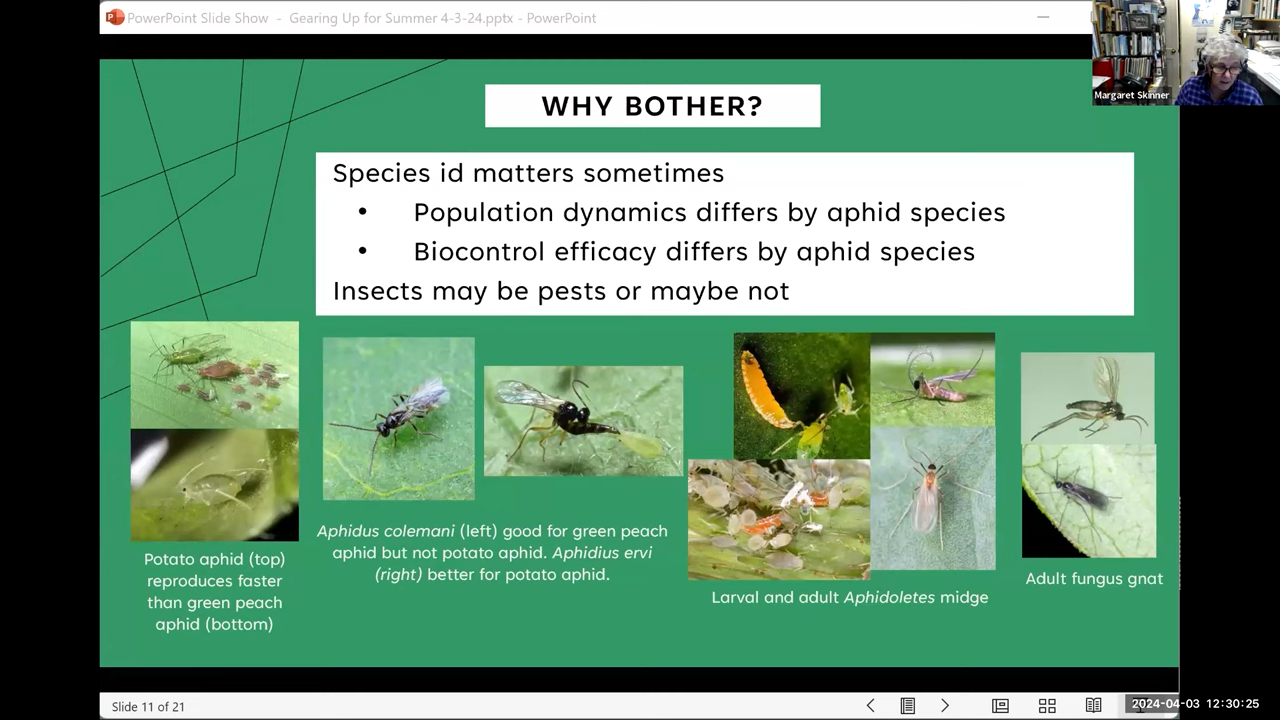 PowerPoint Slide Show - Gearing Up for Summer 4-3-24.pptx - PowerPoint
Margaret Skinner
WHY BOTHER?
Species id matters sometimes
• Population dynamics differs by aphid species
• Biocontrol efficacy differs by aphid species
Insects may be pests or maybe not
Potato aphid (top)
reproduces faster
than green peach
aphid (bottom)
Aphidus colemani (left) good for green peach
aphid but not potato aphid. Aphidius ervi
(right) better for potato aphid.
Larval and adult Aphidoletes midge
Adult fungus gnat
Slide 11 of 21
2024-04-03 12:30:25